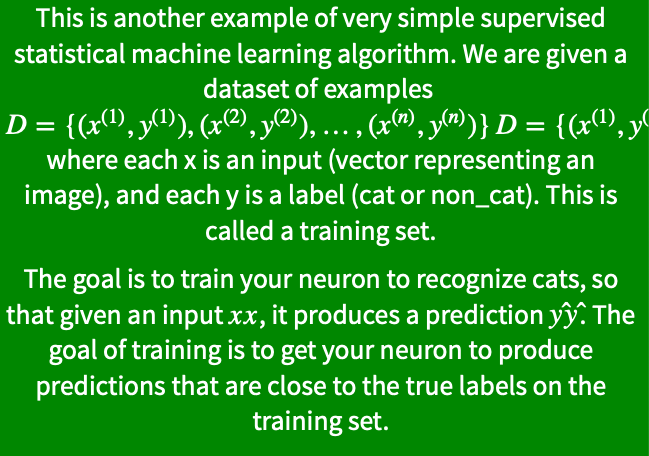 This is another example of very simple supervised
statistical machine learning algorithm. We are given a
dataset of examples
D = {(x⁽¹⁾, y⁽¹⁾), (x⁽²⁾, y⁽²⁾), …, (x⁽ⁿ⁾, y⁽ⁿ⁾)} D = {(x⁽¹⁾, y⁽
where each x is an input (vector representing an
image), and each y is a label (cat or non_cat). This is
called a training set.
The goal is to train your neuron to recognize cats, so
that given an input xx, it produces a prediction ŷŷ. The
goal of training is to get your neuron to produce
predictions that are close to the true labels on the
training set.